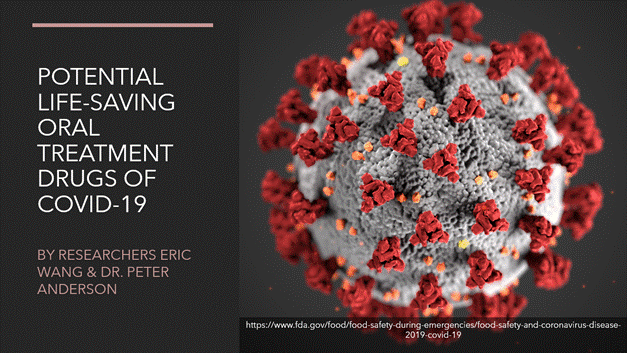 POTENTIAL
LIFE-SAVING
ORAL
TREATMENT
DRUGS OF
COVID-19
BY RESEARCHERS ERIC
WANG & DR. PETER
ANDERSON
https://www.fda.gov/food/food-safety-during-emergencies/food-safety-and-coronavirus-disease-
2019-covid-19